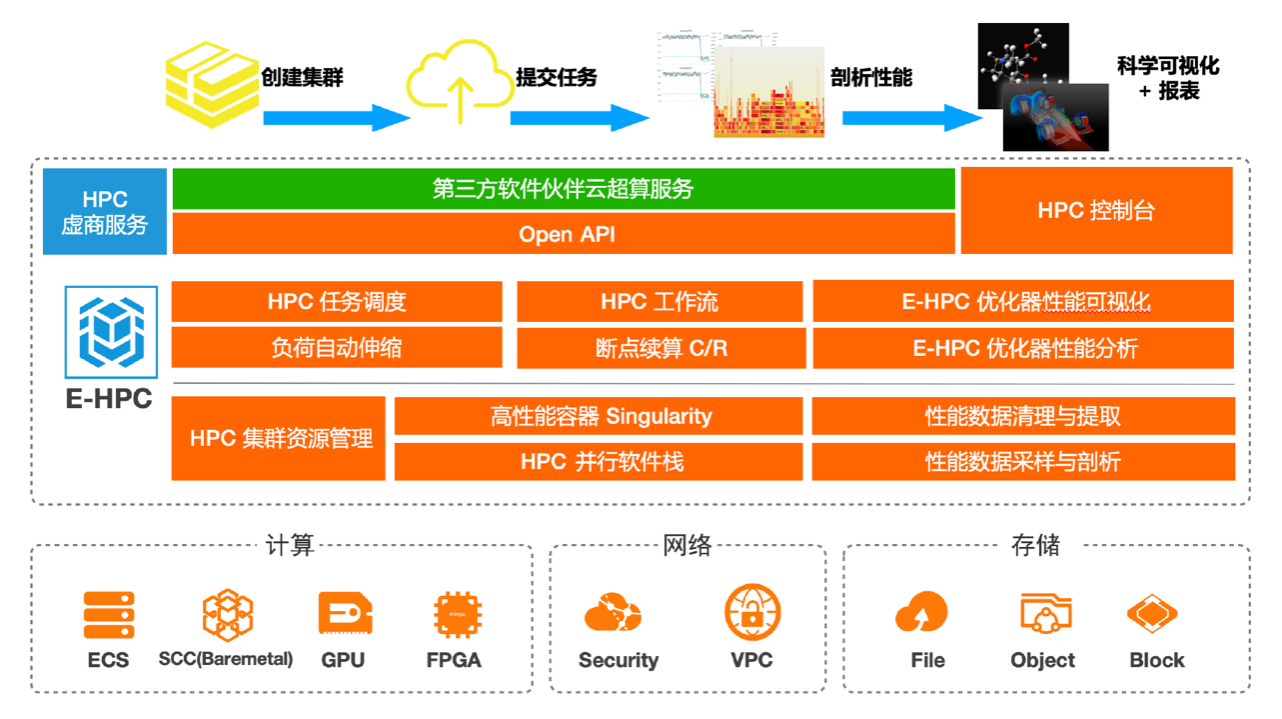 创建集群
提交任务
剖析性能
科学可视化
+ 报表
HPC
虚商服务
第三方软件伙伴云超算服务
Open API
HPC 控制台
E-HPC
HPC 任务调度
HPC 工作流
E-HPC 优化器性能可视化
负荷自动伸缩
断点续算 C/R
E-HPC 优化器性能分析
HPC 集群资源管理
高性能容器 Singularity
性能数据清理与提取
HPC 并行软件栈
性能数据采样与剖析
计算
网络
存储
FPGA
ECS
SCC(Baremetal)
GPU
FPGA
Security
VPC
File
Object
Block